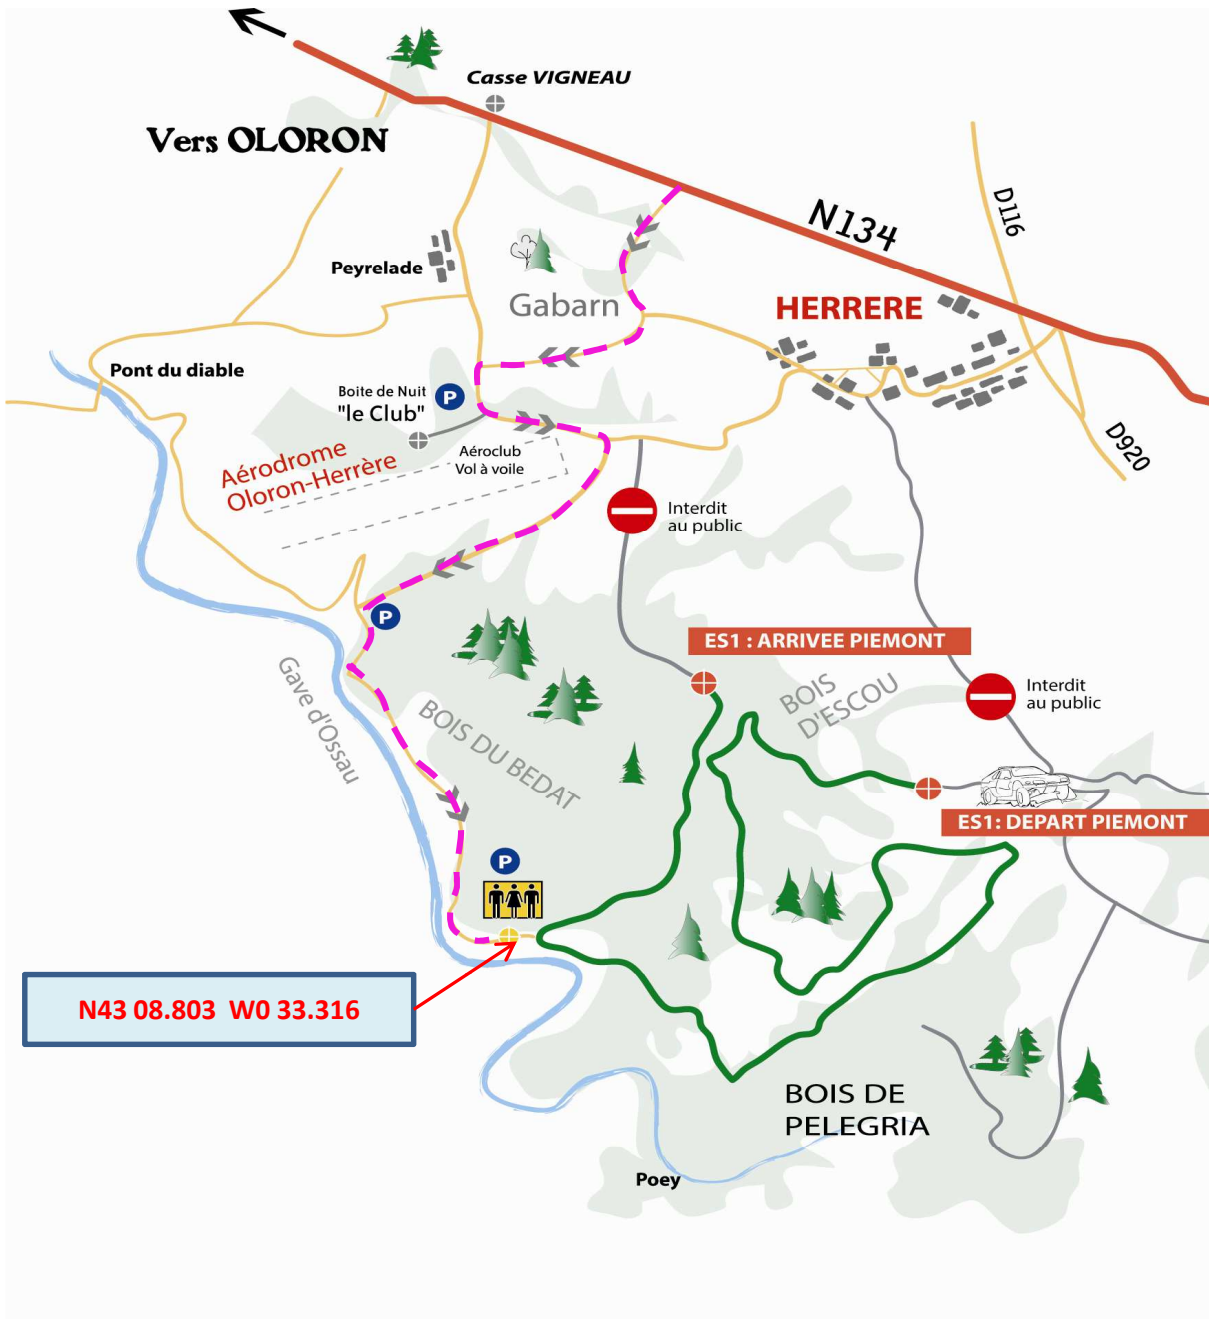 Casse VIGNEAU
Vers OLORON
D116
N134
Peyrelade
Gabarn
HERRERE
Pont du diable
Boite de Nuit
"le Club"
P
D920
Aérodrome
Oloron-Herrère
Aéroclub
Vol à voile
Interdit
au public
P
ES1 : ARRIVEE PIEMONT
Gave d'Ossau
BOIS
D'ESCOU
Interdit
au public
BOIS DU BEDAT
ES1: DEPART PIEMONT
P
N43 08.803 W0 33.316
BOIS DE
PELEGRIA
Poey